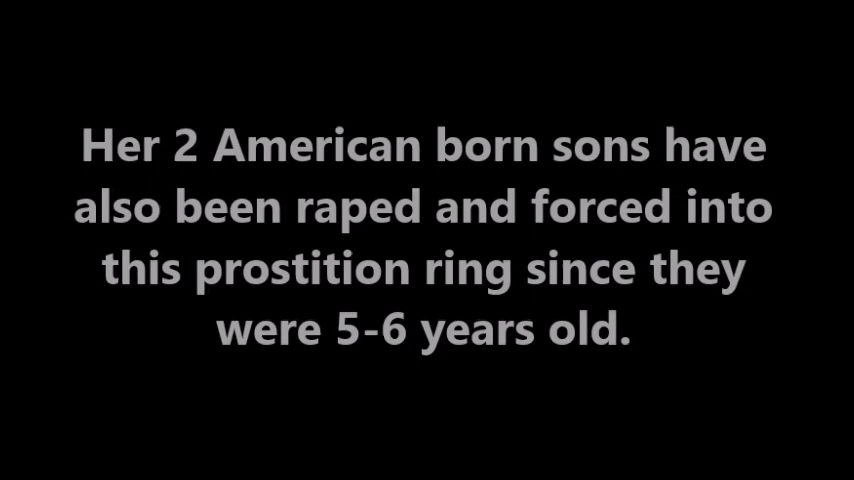 Her 2 American born sons have
also been raped and forced into
this prostition ring since they
were 5-6 years old.